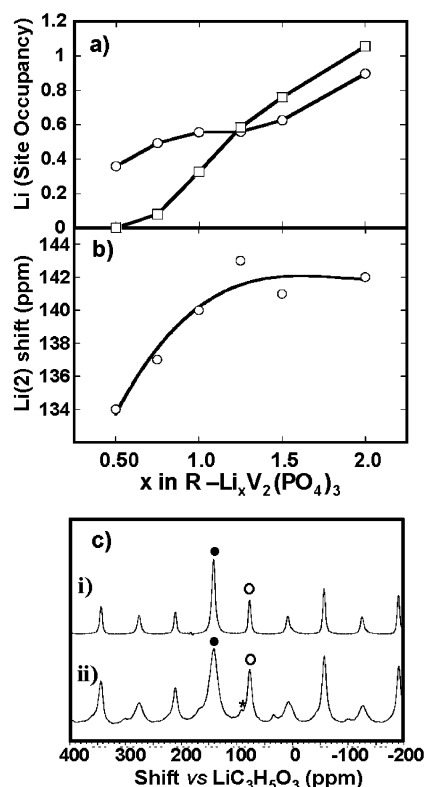 a)
Li (Site Occupancy)
1.2
1
0.8
0.6
0.4
0.2
0
b)
Li(2) shift (ppm)
144
142
140
138
136
134
0.50 1.0 1.5 2.0
x in R –LiₓV₂(PO₄)₃
c)
i)
ii)
*
400 300 200 100 0 -100 -200
Shift vs LiC₃H₅O₃ (ppm)